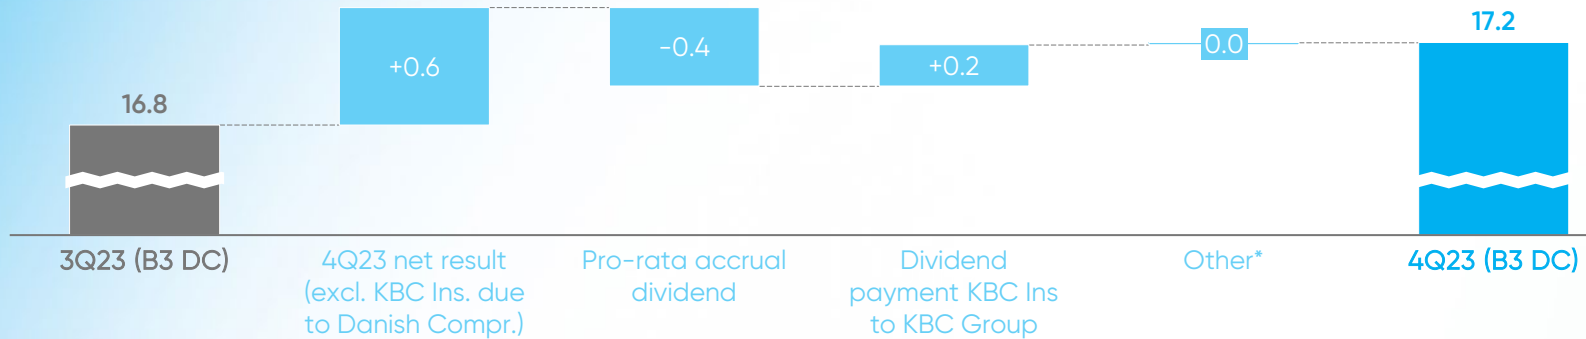 16.8
+0.6
-0.4
+0.2
0.0
17.2
3Q23 (B3 DC)
4Q23 net result
(excl. KBC Ins. due
to Danish Compr.)
Pro-rata accrual
dividend
Dividend
payment KBC Ins
to KBC Group
Other*
4Q23 (B3 DC)